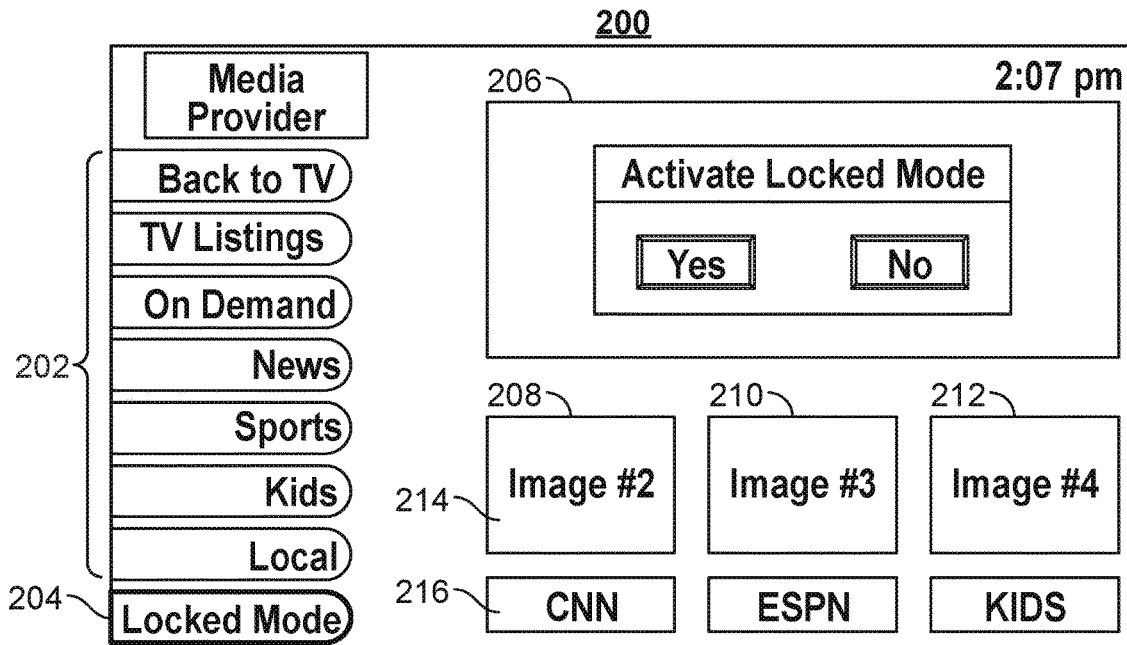 200
Media
Provider
2:07 pm
206
Activate Locked Mode
Yes No
Back to TV
TV Listings
On Demand
News
Sports
Kids
Local
202
204
Locked Mode
208 210 212
Image #2 Image #3 Image #4
214
216
CNN ESPN KIDS